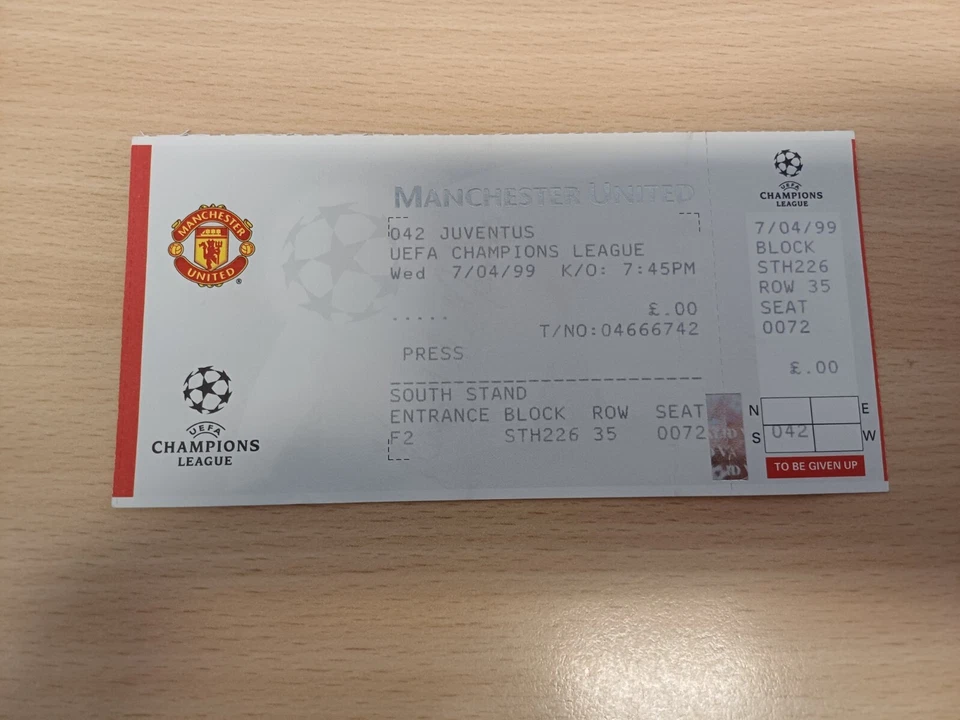 MANCHESTER UNITED
042 JUVENTUS
UEFA CHAMPIONS LEAGUE
Wed 7/04/99 K/O: 7:45PM
..... £.00
T/NO:04666742
PRESS
SOUTH STAND
ENTRANCE BLOCK ROW SEAT
F2 STH226 35 0072
MANCHESTER
UNITED
®
UEFA
CHAMPIONS
LEAGUE
UEFA
CHAMPIONS
LEAGUE
7/04/99
BLOCK
STH226
ROW 35
SEAT
0072
£.00
N E
S 042 W
TO BE GIVEN UP